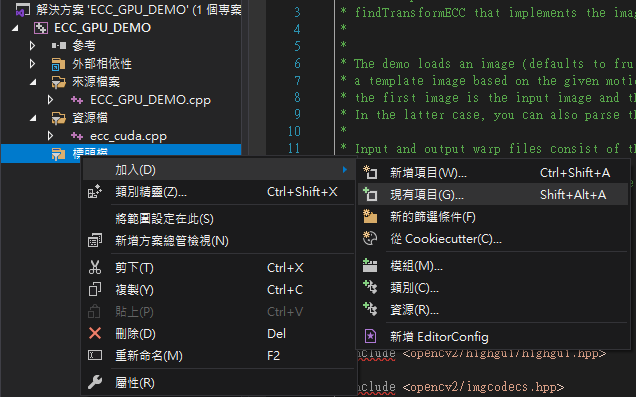 解決方案 'ECC_GPU_DEMO' (1 個專案
ECC_GPU_DEMO
參考
外部相依性
來源檔案
ECC_GPU_DEMO.cpp
資源檔
ecc_cuda.cpp
標頭檔
3 * findTransformECC that implements the ima
4 *
5 *
6 * The demo loads an image (defaults to fru
7 * a template image based on the given motio
8 * the first image is the input image and th
9 * In the latter case, you can also parse th
10 *
11 * Input and output warp files consist of th
加入(D)
類別精靈(Z)... Ctrl+Shift+X
將範圍設定在此(S)
新增方案總管檢視(N)
剪下(T) Ctrl+X
複製(Y) Ctrl+C
貼上(P) Ctrl+V
刪除(D) Del
重新命名(M) F2
屬性(R)
新增項目(W)... Ctrl+Shift+A
現有項目(G)... Shift+Alt+A
新的篩選條件(F)
從 Cookiecutter(C)...
模組(M)...
類別(C)...
資源(R)...
新增 EditorConfig
include <opencv2/highgui/highgui.hpp>
include <opencv2/imgcodecs.hpp>